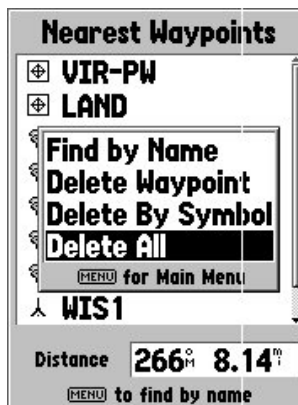 Nearest Waypoints
VIR-PW
LAND
Find by Name
Delete Waypoint
Delete By Symbol
Delete All
MENU for Main Menu
WIS1
Distance 266°M 8.14mi
MENU to find by name